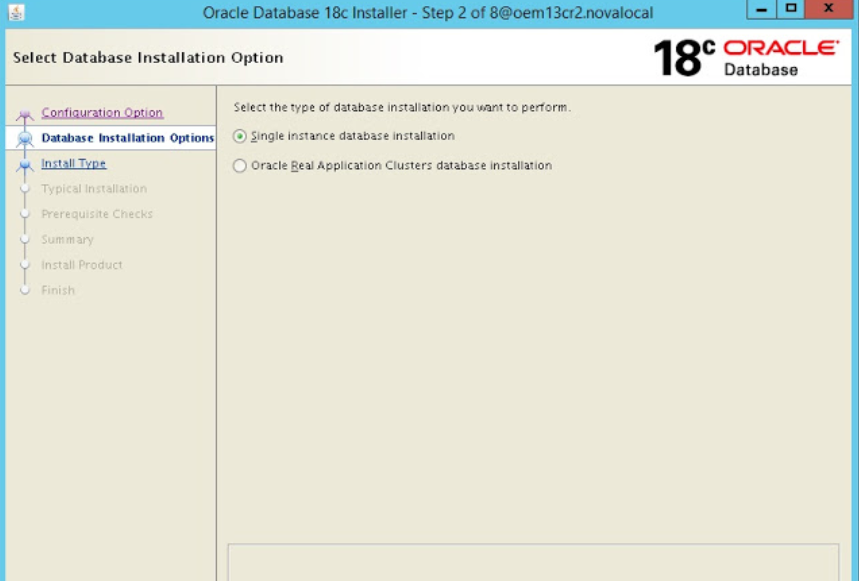 Oracle Database 18c Installer - Step 2 of 8@oem13cr2.novalocal
Select Database Installation Option
18c ORACLE
Database
Configuration Option
Database Installation Options
Install Type
Typical Installation
Prerequisite Checks
Summary
Install Product
Finish
Select the type of database installation you want to perform.
Single instance database installation
Oracle Real Application Clusters database installation